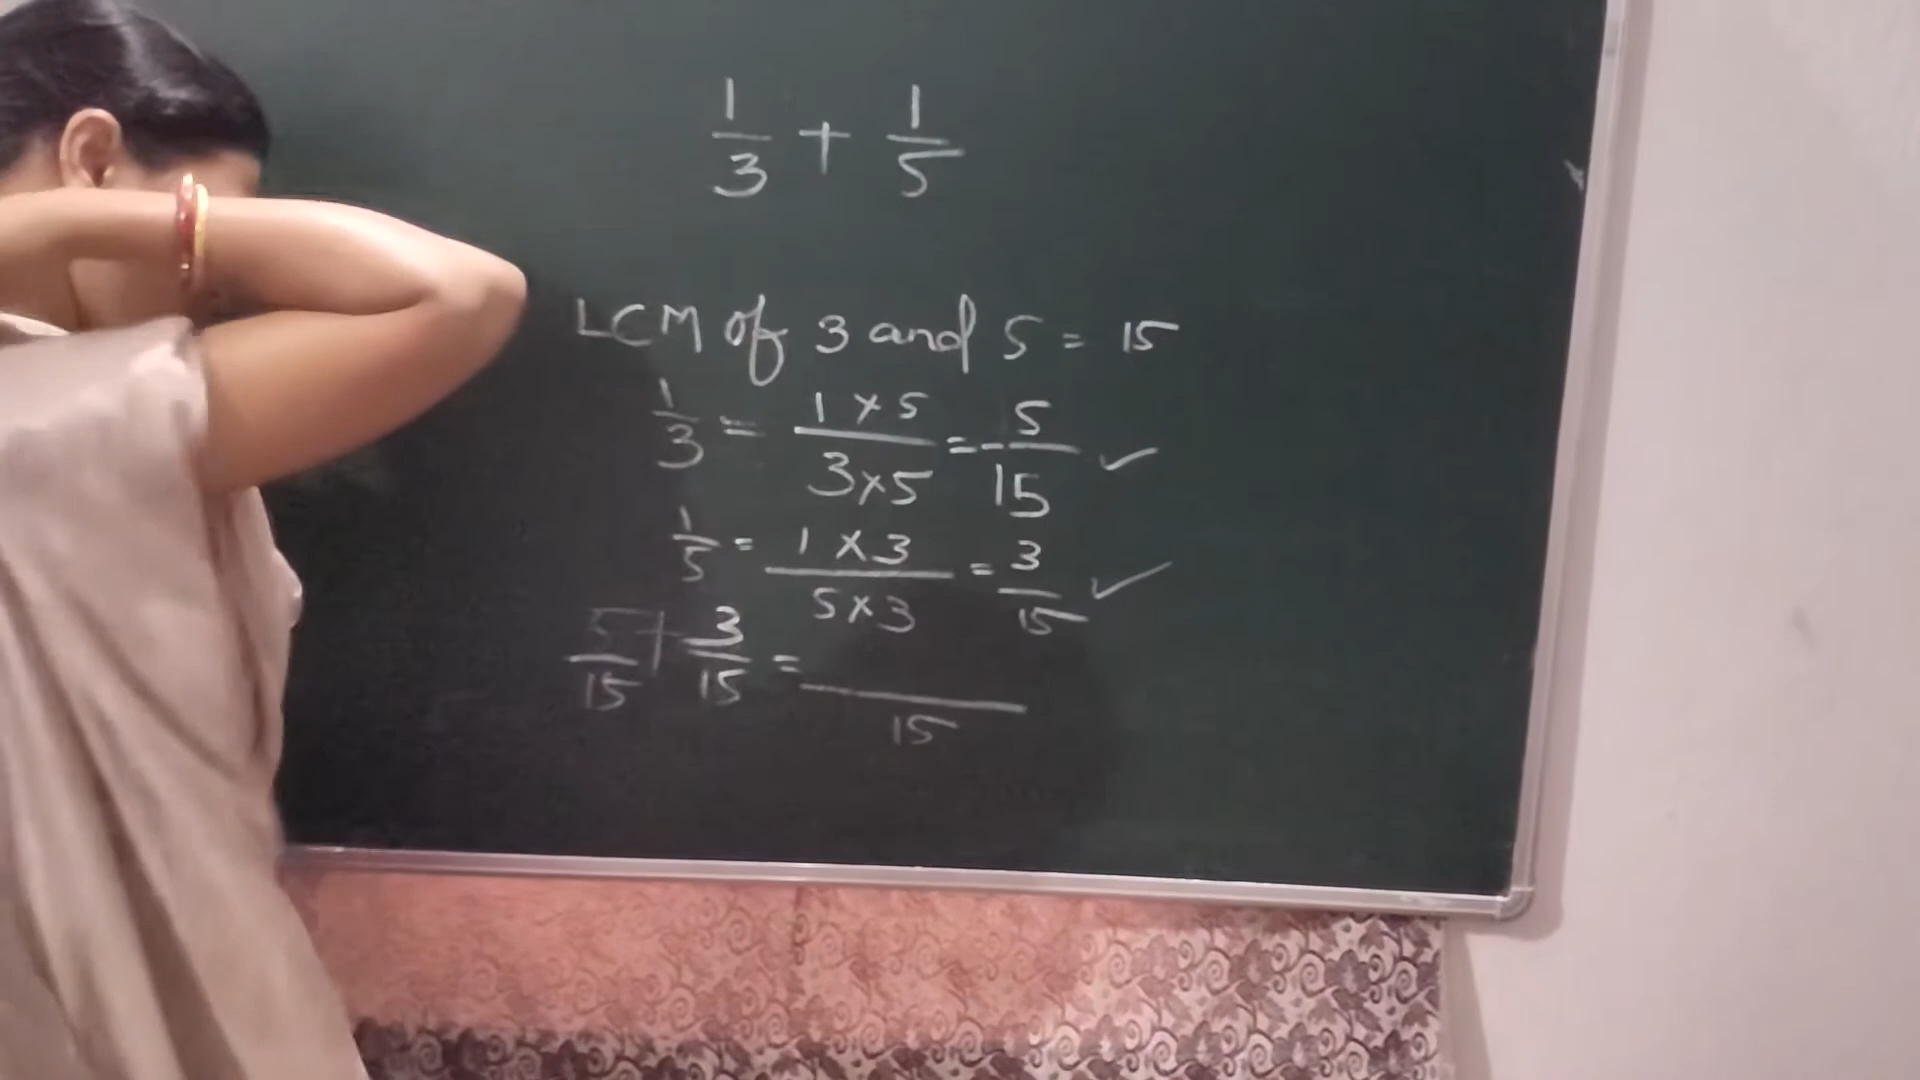 1/3 + 1/5
LCM of 3 and 5 = 15
1/3 = 1 × 5 / 3 × 5 = 5/15 ✓
1/5 = 1 × 3 / 5 × 3 = 3/15 ✓
5/15 + 3/15 = /15